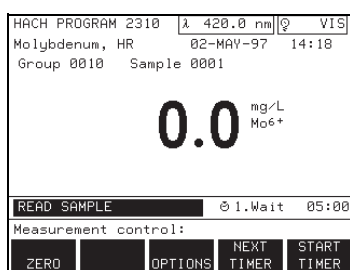 HACH PROGRAM 2310 λ 420.0 nm VIS
Molybdenum, HR 02-MAY-97 14:18
Group 0010 Sample 0001
0.0 mg/L
Mo6+
READ SAMPLE 1.Wait 05:00
Measurement control:
ZERO OPTIONS NEXT TIMER START TIMER